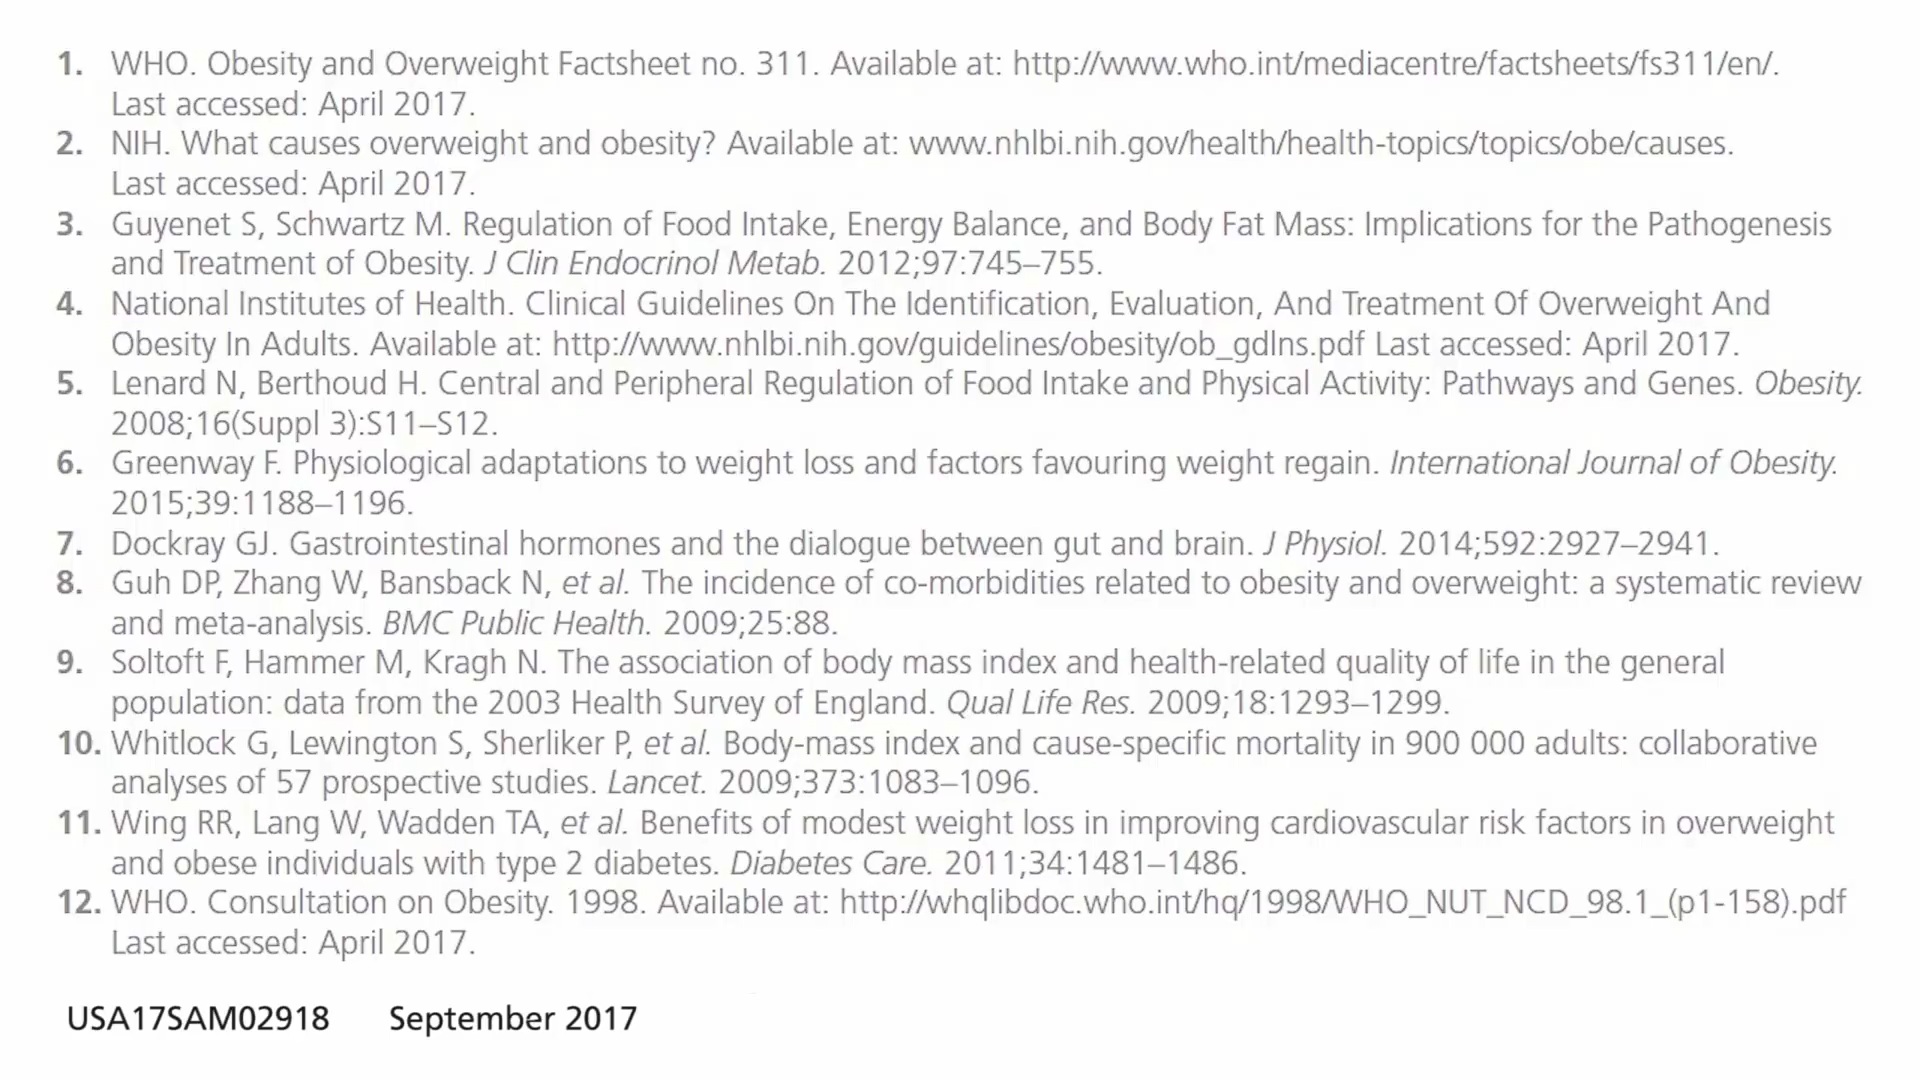 1. WHO. Obesity and Overweight Factsheet no. 311. Available at: http://www.who.int/mediacentre/factsheets/fs311/en/.
Last accessed: April 2017.
2. NIH. What causes overweight and obesity? Available at: www.nhlbi.nih.gov/health/health-topics/topics/obe/causes.
Last accessed: April 2017.
3. Guyenet S, Schwartz M. Regulation of Food Intake, Energy Balance, and Body Fat Mass: Implications for the Pathogenesis
and Treatment of Obesity. J Clin Endocrinol Metab. 2012;97:745–755.
4. National Institutes of Health. Clinical Guidelines On The Identification, Evaluation, And Treatment Of Overweight And
Obesity In Adults. Available at: http://www.nhlbi.nih.gov/guidelines/obesity/ob_gdlns.pdf Last accessed: April 2017.
5. Lenard N, Berthoud H. Central and Peripheral Regulation of Food Intake and Physical Activity: Pathways and Genes. Obesity.
2008;16(Suppl 3):S11–S12.
6. Greenway F. Physiological adaptations to weight loss and factors favouring weight regain. International Journal of Obesity.
2015;39:1188–1196.
7. Dockray GJ. Gastrointestinal hormones and the dialogue between gut and brain. J Physiol. 2014;592:2927–2941.
8. Guh DP, Zhang W, Bansback N, et al. The incidence of co-morbidities related to obesity and overweight: a systematic review
and meta-analysis. BMC Public Health. 2009;25:88.
9. Soltoft F, Hammer M, Kragh N. The association of body mass index and health-related quality of life in the general
population: data from the 2003 Health Survey of England. Qual Life Res. 2009;18:1293–1299.
10. Whitlock G, Lewington S, Sherliker P, et al. Body-mass index and cause-specific mortality in 900 000 adults: collaborative
analyses of 57 prospective studies. Lancet. 2009;373:1083–1096.
11. Wing RR, Lang W, Wadden TA, et al. Benefits of modest weight loss in improving cardiovascular risk factors in overweight
and obese individuals with type 2 diabetes. Diabetes Care. 2011;34:1481–1486.
12. WHO. Consultation on Obesity. 1998. Available at: http://whqlibdoc.who.int/hq/1998/WHO_NUT_NCD_98.1_(p1-158).pdf
Last accessed: April 2017.
USA17SAM02918 September 2017